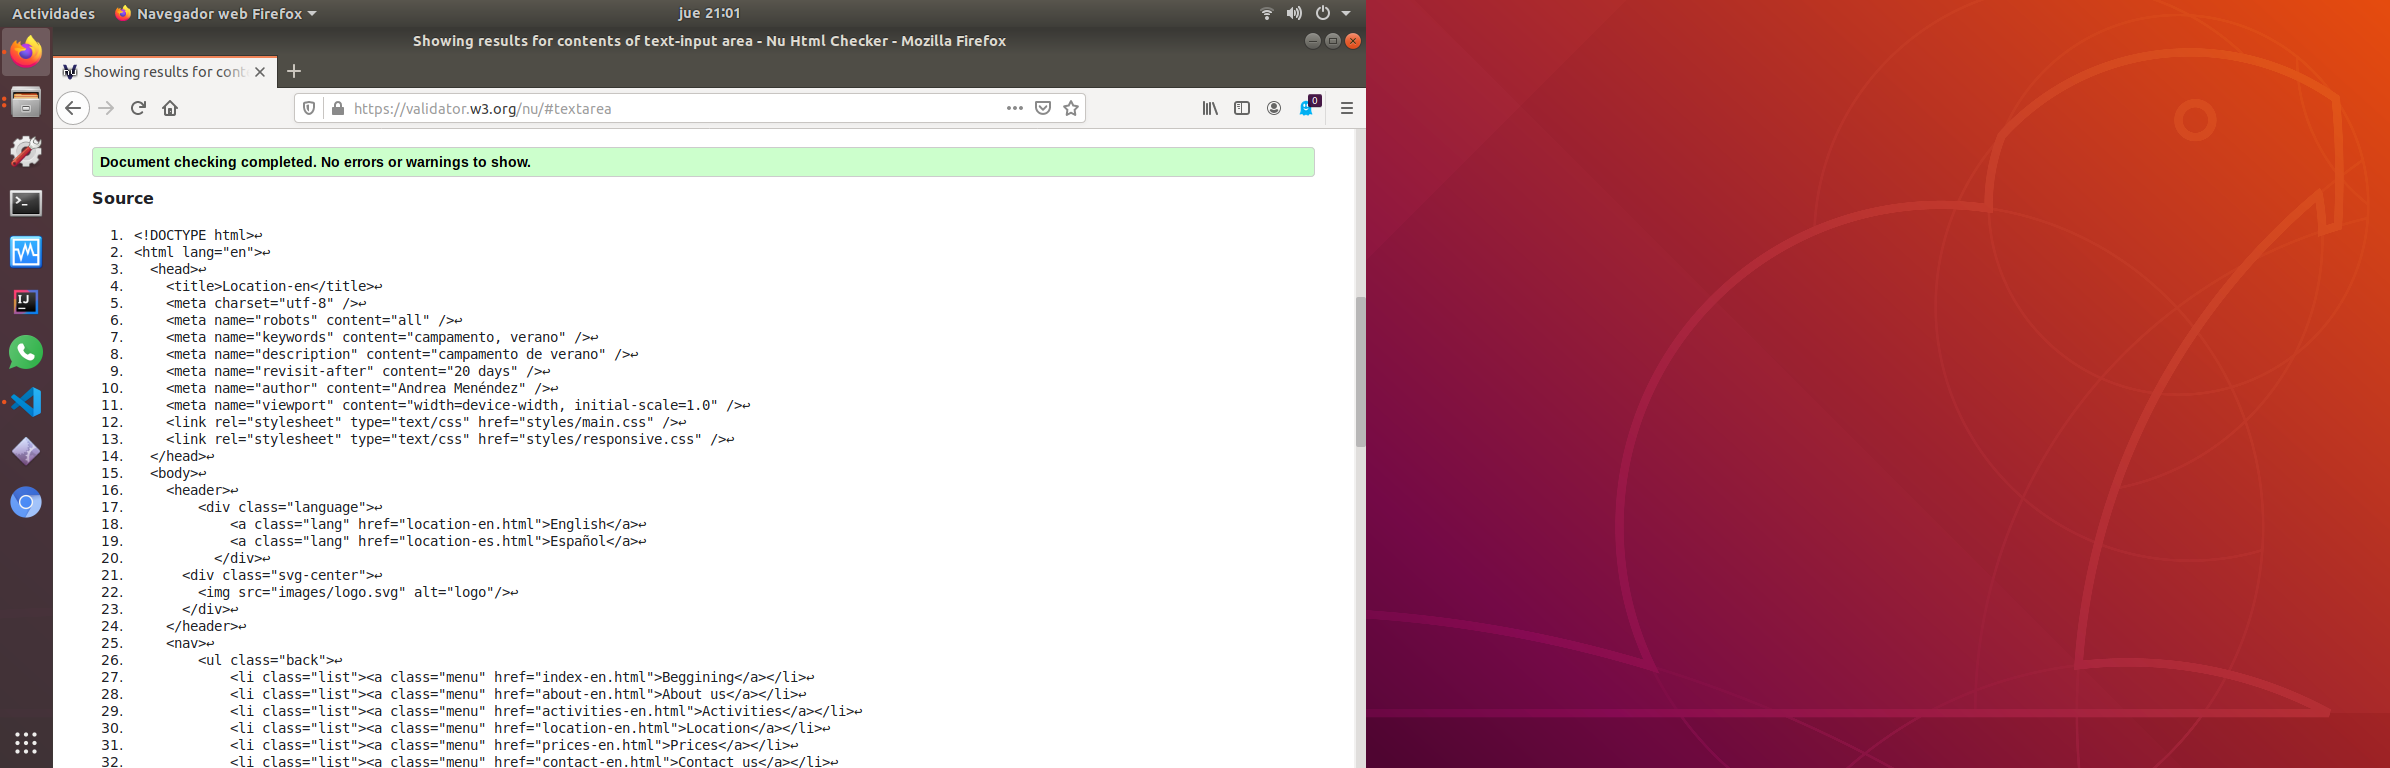 Actividades
Navegador web Firefox
jue 21:01
Showing results for contents of text-input area - Nu Html Checker - Mozilla Firefox
Showing results for cont
https://validator.w3.org/nu/#textarea
0
Document checking completed. No errors or warnings to show.
Source
1. <!DOCTYPE html>↩
2. <html lang="en">↩
3. <head>↩
4. <title>Location-en</title>↩
5. <meta charset="utf-8" />↩
6. <meta name="robots" content="all" />↩
7. <meta name="keywords" content="campamento, verano" />↩
8. <meta name="description" content="campamento de verano" />↩
9. <meta name="revisit-after" content="20 days" />↩
10. <meta name="author" content="Andrea Menéndez" />↩
11. <meta name="viewport" content="width=device-width, initial-scale=1.0" />↩
12. <link rel="stylesheet" type="text/css" href="styles/main.css" />↩
13. <link rel="stylesheet" type="text/css" href="styles/responsive.css" />↩
14. </head>↩
15. <body>↩
16. <header>↩
17. <div class="language">↩
18. <a class="lang" href="location-en.html">English</a>↩
19. <a class="lang" href="location-es.html">Español</a>↩
20. </div>↩
21. <div class="svg-center">↩
22. <img src="images/logo.svg" alt="logo"/>↩
23. </div>↩
24. </header>↩
25. <nav>↩
26. <ul class="back">↩
27. <li class="list"><a class="menu" href="index-en.html">Beggining</a></li>↩
28. <li class="list"><a class="menu" href="about-en.html">About us</a></li>↩
29. <li class="list"><a class="menu" href="activities-en.html">Activities</a></li>↩
30. <li class="list"><a class="menu" href="location-en.html">Location</a></li>↩
31. <li class="list"><a class="menu" href="prices-en.html">Prices</a></li>↩
32. <li class="list"><a class="menu" href="contact-en.html">Contact us</a></li>↩